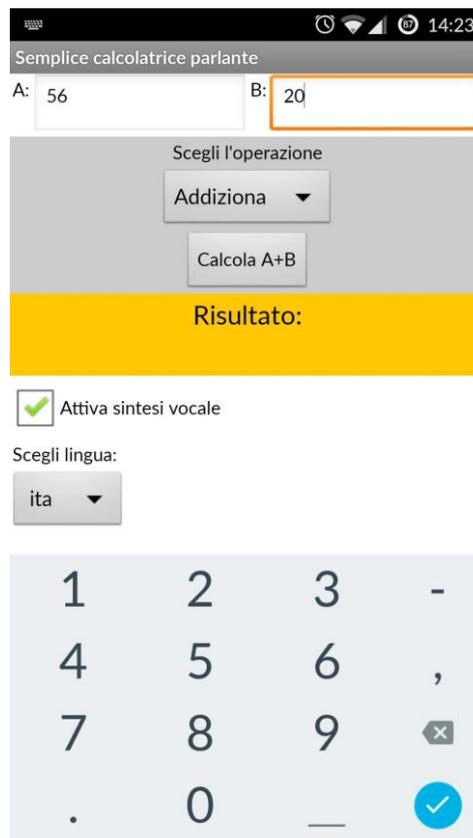 87 14:23
Semplice calcolatrice parlante
A: 56 B: 20
Scegli l'operazione
Addiziona
Calcola A+B
Risultato:
Attiva sintesi vocale
Scegli lingua:
ita
1 2 3 -
4 5 6 ,
7 8 9
. 0 _